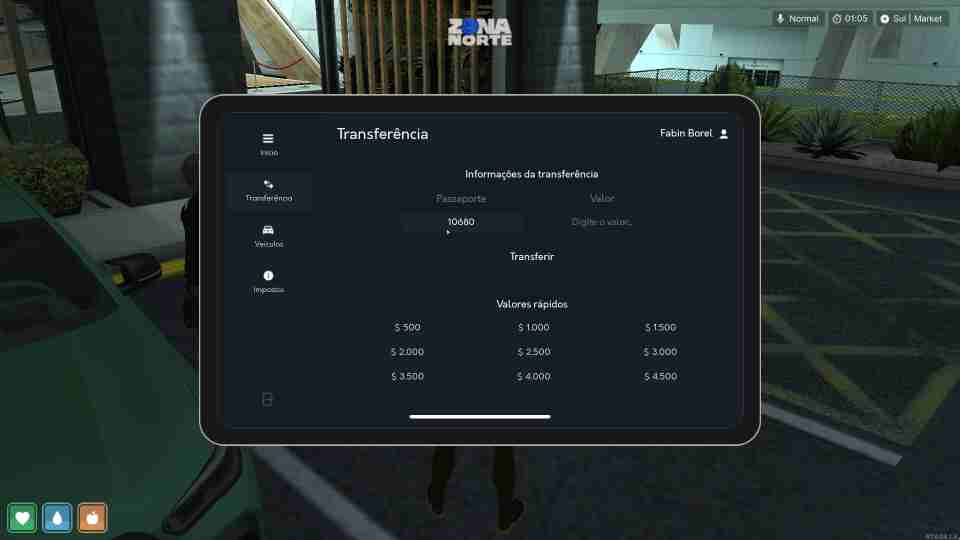 ZONA
NORTE
Normal
01:05
Sul | Market
Transferência
Fabin Borel
Início
Transferência
Veículos
Impostos
Informações da transferência
Passaporte
Valor
10680
Digite o valor...
Transferir
Valores rápidos
$ 500
$ 1.000
$ 1.500
$ 2.000
$ 2.500
$ 3.000
$ 3.500
$ 4.000
$ 4.500